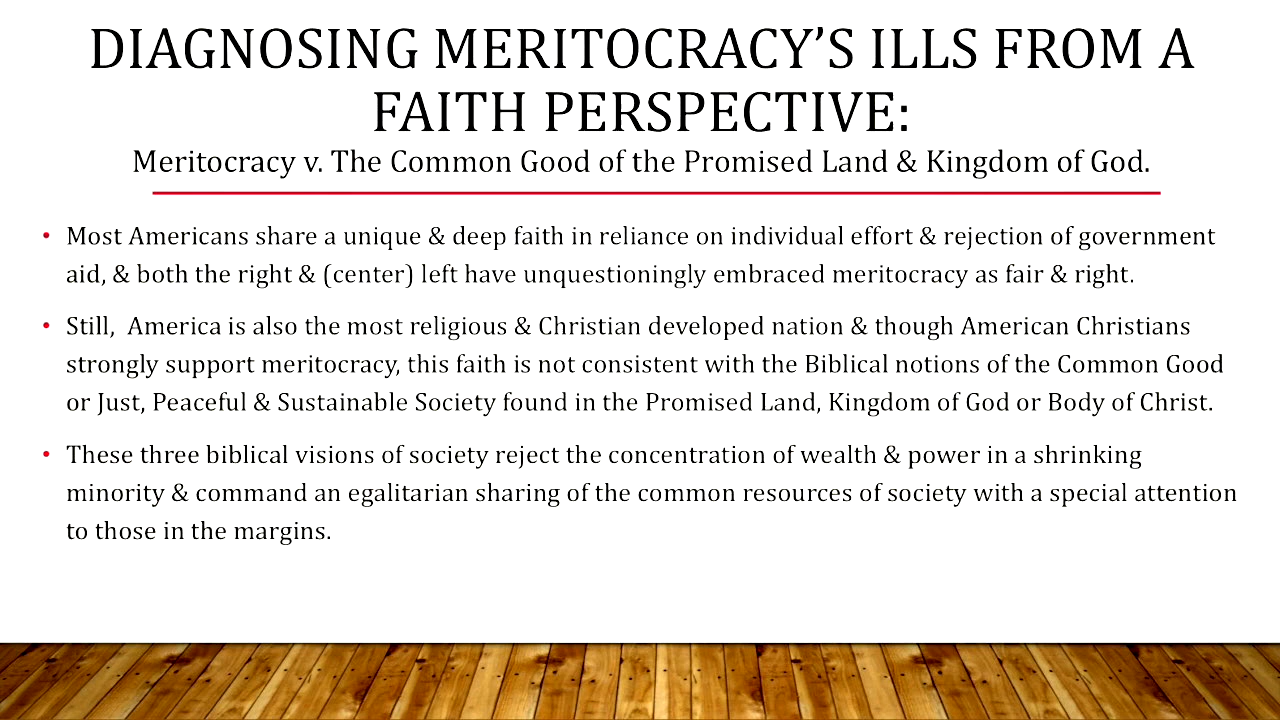 DIAGNOSING MERITOCRACY’S ILLS FROM A
FAITH PERSPECTIVE:
Meritocracy v. The Common Good of the Promised Land & Kingdom of God.
• Most Americans share a unique & deep faith in reliance on individual effort & rejection of government
aid, & both the right & (center) left have unquestioningly embraced meritocracy as fair & right.
• Still,  America is also the most religious & Christian developed nation & though American Christians
strongly support meritocracy, this faith is not consistent with the Biblical notions of the Common Good
or Just, Peaceful & Sustainable Society found in the Promised Land, Kingdom of God or Body of Christ.
• These three biblical visions of society reject the concentration of wealth & power in a shrinking
minority & command an egalitarian sharing of the common resources of society with a special attention
to those in the margins.